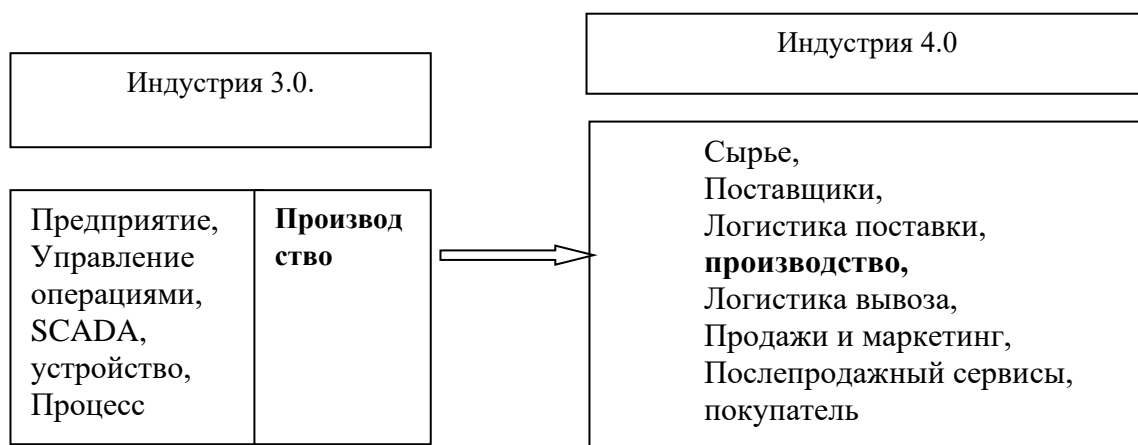 Индустрия 4.0
Индустрия 3.0.
Предприятие,
Управление
операциями,
SCADA,
устройство,
Процесс
Производ
ство
Сырье,
Поставщики,
Логистика поставки,
производство,
Логистика вывоза,
Продажи и маркетинг,
Послепродажный сервисы,
покупатель